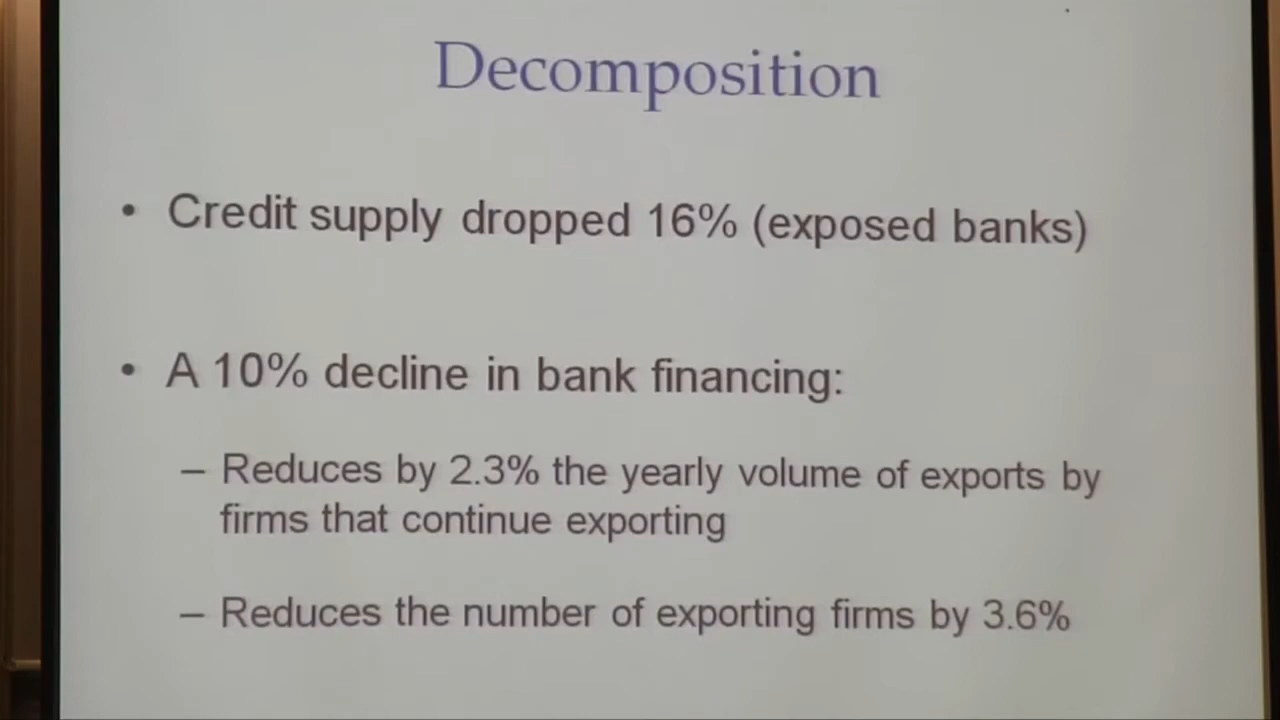 Decomposition
• Credit supply dropped 16% (exposed banks)
• A 10% decline in bank financing:
– Reduces by 2.3% the yearly volume of exports by
firms that continue exporting
– Reduces the number of exporting firms by 3.6%